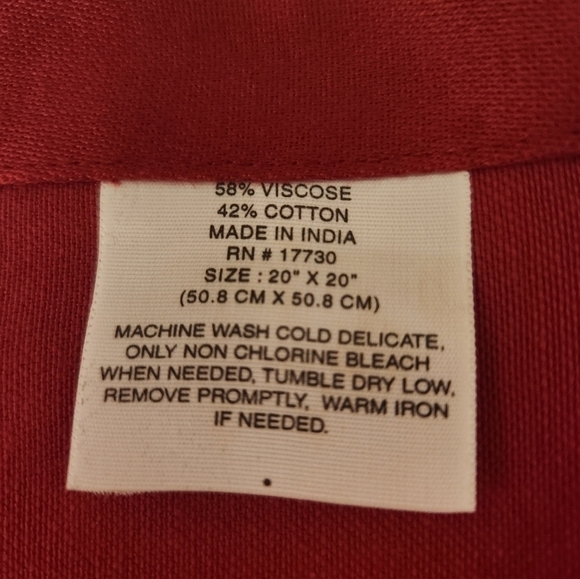 58% VISCOSE
42% COTTON
MADE IN INDIA
RN # 17730
SIZE : 20" X 20"
(50.8 CM X 50.8 CM)
MACHINE WASH COLD DELICATE,
ONLY NON CHLORINE BLEACH
WHEN NEEDED, TUMBLE DRY LOW,
REMOVE PROMPTLY, WARM IRON
IF NEEDED.